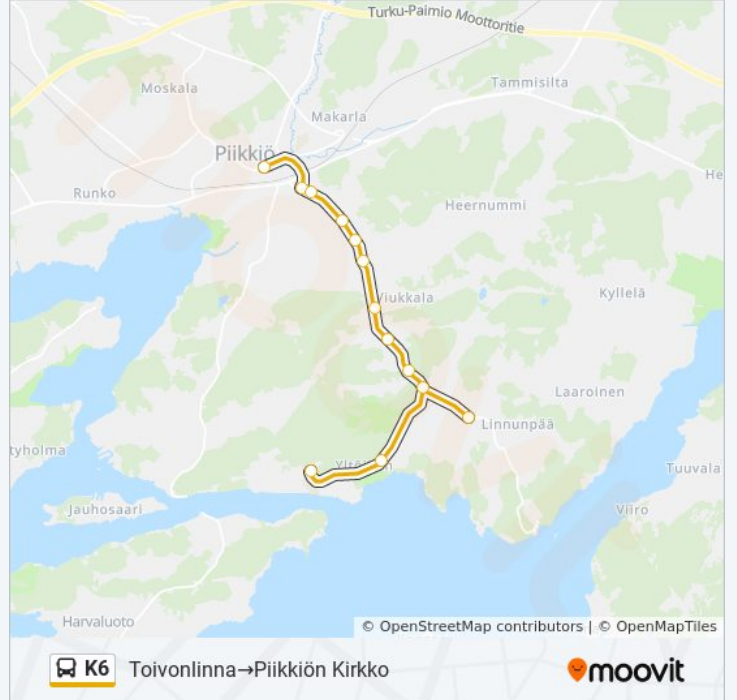 Turku-Paimio Moottoritie
Tammisilta
Moskala
Makarla
Piikkiö
He
Runko
Heernummi
Viukkala
Kyllelä
Laaroinen
Linnunpää
tyholma
Tuuvala
Jauhosaari
Viiro
Harvaluoto
© OpenStreetMap contributors | © OpenMapTiles
K6 Toivonlinna→Piikkiön Kirkko
moovit